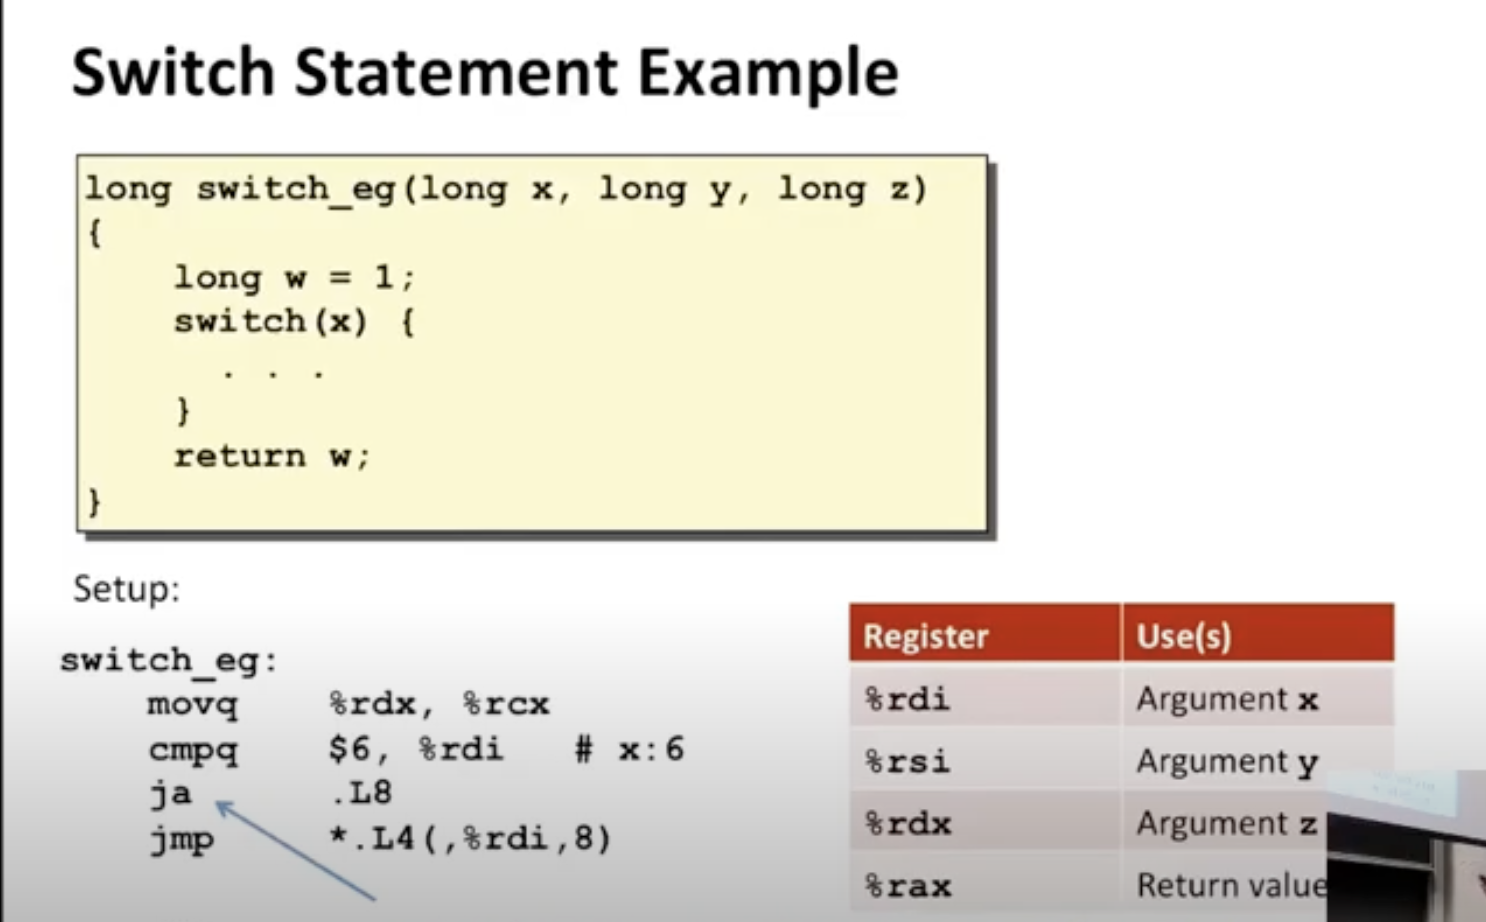 Switch Statement Example
long switch_eg(long x, long y, long z)
{
    long w = 1;
    switch(x) {
      . . .
    }
    return w;
}
Setup:
switch_eg:
    movq    %rdx, %rcx
    cmpq    $6, %rdi   # x:6
    ja      .L8
    jmp     *.L4(,%rdi,8)
Register Use(s)
%rdi Argument x
%rsi Argument y
%rdx Argument z
%rax Return value